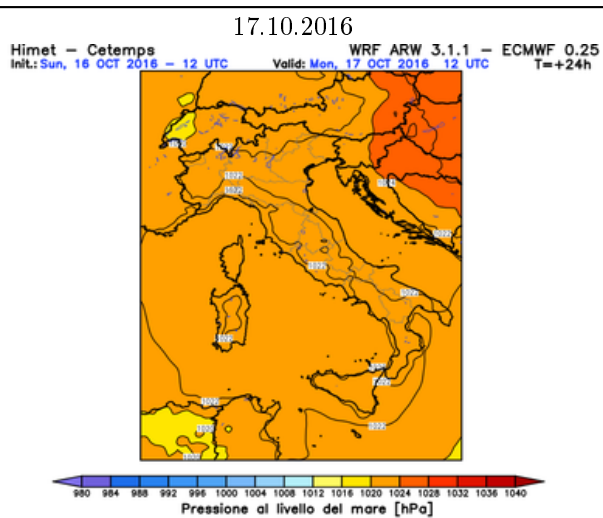 17.10.2016
Himet – Cetemps WRF ARW 3.1.1 – ECMWF 0.25
Init.: Sun, 16 OCT 2016 – 12 UTC Valid: Mon, 17 OCT 2016 12 UTC T=+24h
1022
1022
1022
1022
1022
1022
1022
1022
980 984 988 992 996 1000 1004 1008 1012 1016 1020 1024 1028 1032 1036 1040
Pressione al livello del mare [hPa]